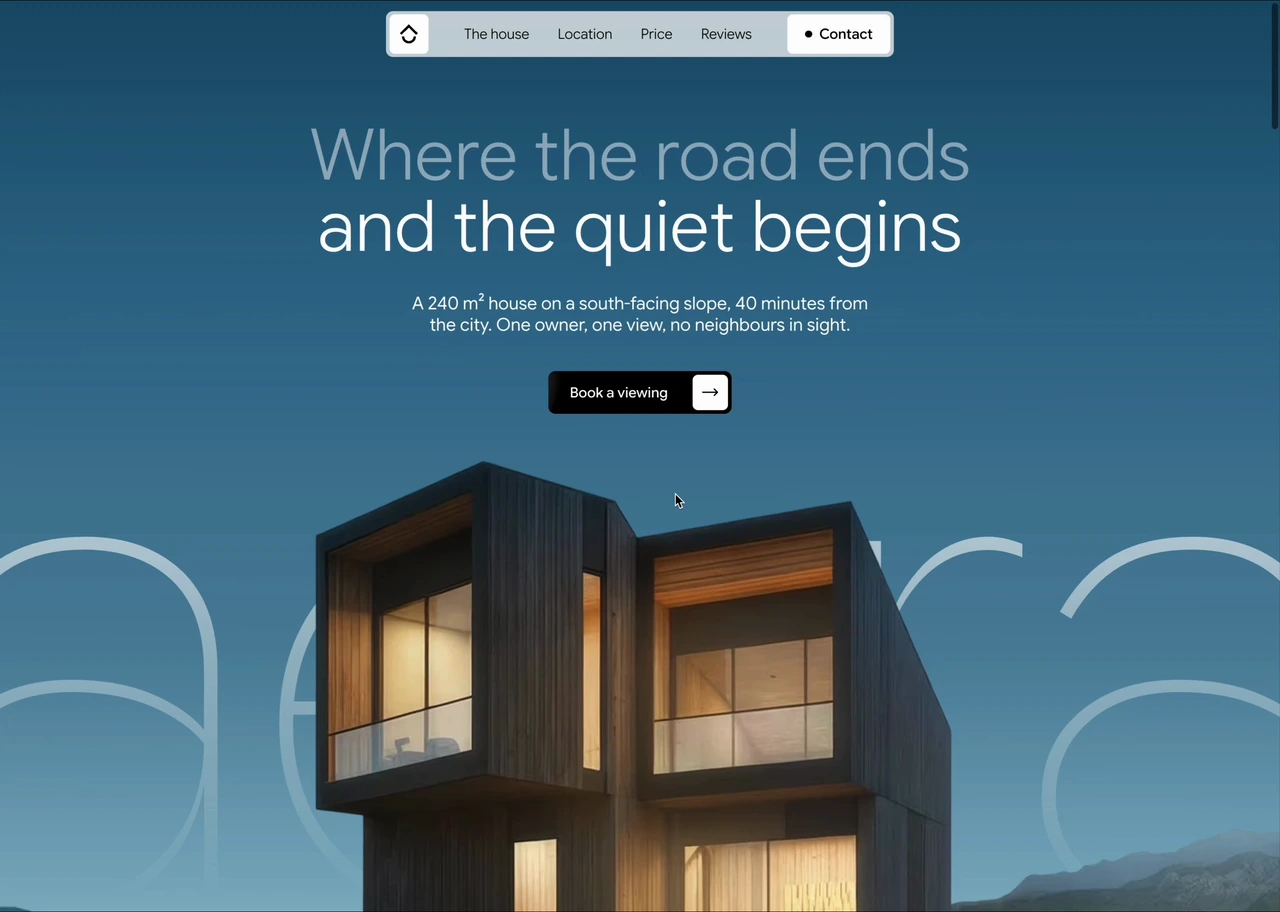 The house
Location
Price
Reviews
Contact
Where the road ends
and the quiet begins
A 240 m² house on a south-facing slope, 40 minutes from
the city. One owner, one view, no neighbours in sight.
Book a viewing